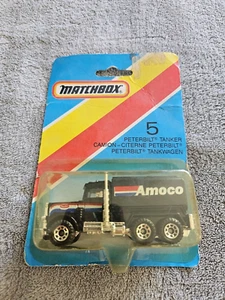 MATCHBOX
5
PETERBILT® TANKER
CAMION-CITERNE PETERBILT®
PETERBILT® TANKWAGEN
Amoco